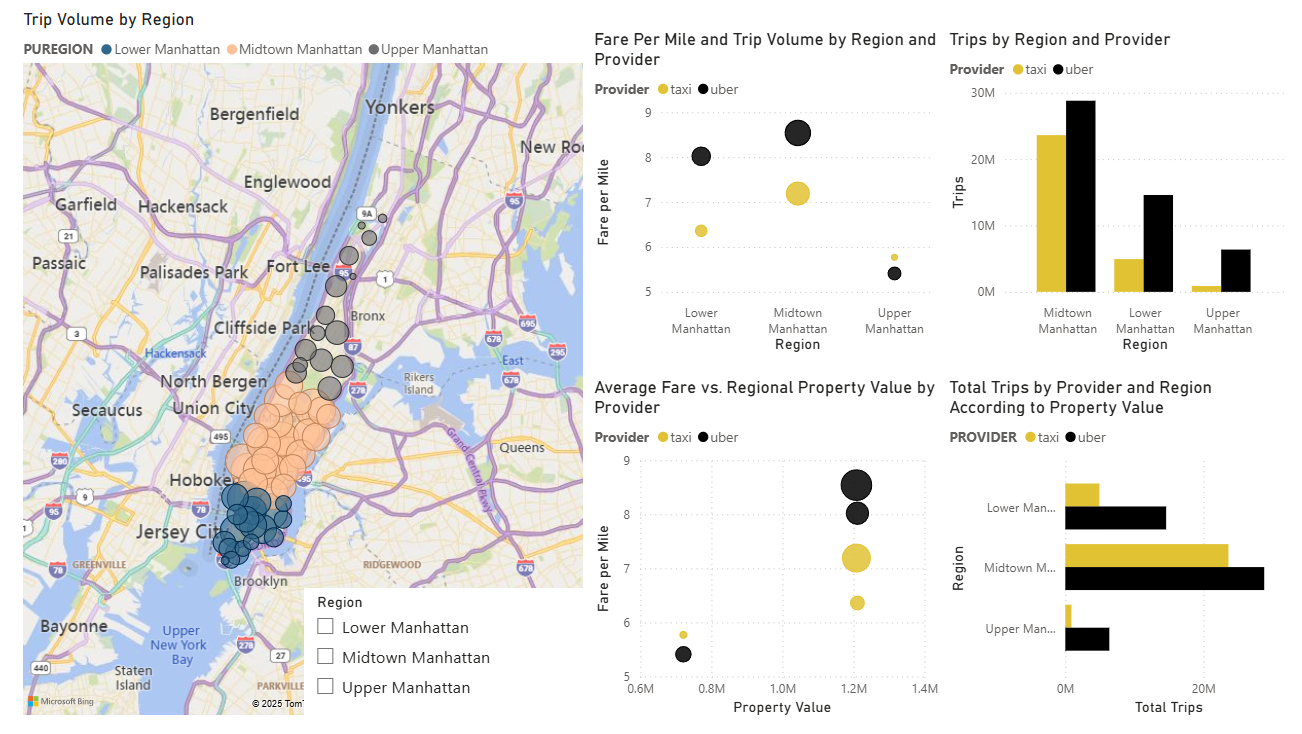 Trip Volume by Region
PUREGION Lower Manhattan Midtown Manhattan Upper Manhattan
Yonkers
Bergenfield
New Roc
Englewood
95
Garfield
Hackensack
9A
21
Passaic
Palisades Park
Fort Lee
95
1
Bronx
Cliffside Park
695
3
678
295
87
Hackensack
East
North Bergen
Rikers
Island
678
278
Secaucus
Union City
495
Grand Central Pkwy
Queens
280
Hoboke
95
9
95
78
1
Jersey City
GREENVILLE
RIDGEWOOD
78
678
Brooklyn
Bayonne
Upper
New York
Bay
278
27
440
Staten
Island
PARKVILLE
Microsoft Bing
© 2025 TomT
Region
Lower Manhattan
Midtown Manhattan
Upper Manhattan
Fare Per Mile and Trip Volume by Region and
Provider
Provider taxi uber
9
8
7
6
5
Fare per Mile
Lower
Manhattan
Midtown
Manhattan
Upper
Manhattan
Region
Trips by Region and Provider
Provider taxi uber
30M
20M
10M
0M
Trips
Midtown
Manhattan
Lower
Manhattan
Upper
Manhattan
Region
Average Fare vs. Regional Property Value by
Provider
Provider taxi uber
9
8
7
6
5
Fare per Mile
0.6M 0.8M 1.0M 1.2M 1.4M
Property Value
Total Trips by Provider and Region
According to Property Value
PROVIDER taxi uber
Region
Lower Man...
Midtown M...
Upper Man...
0M 20M
Total Trips